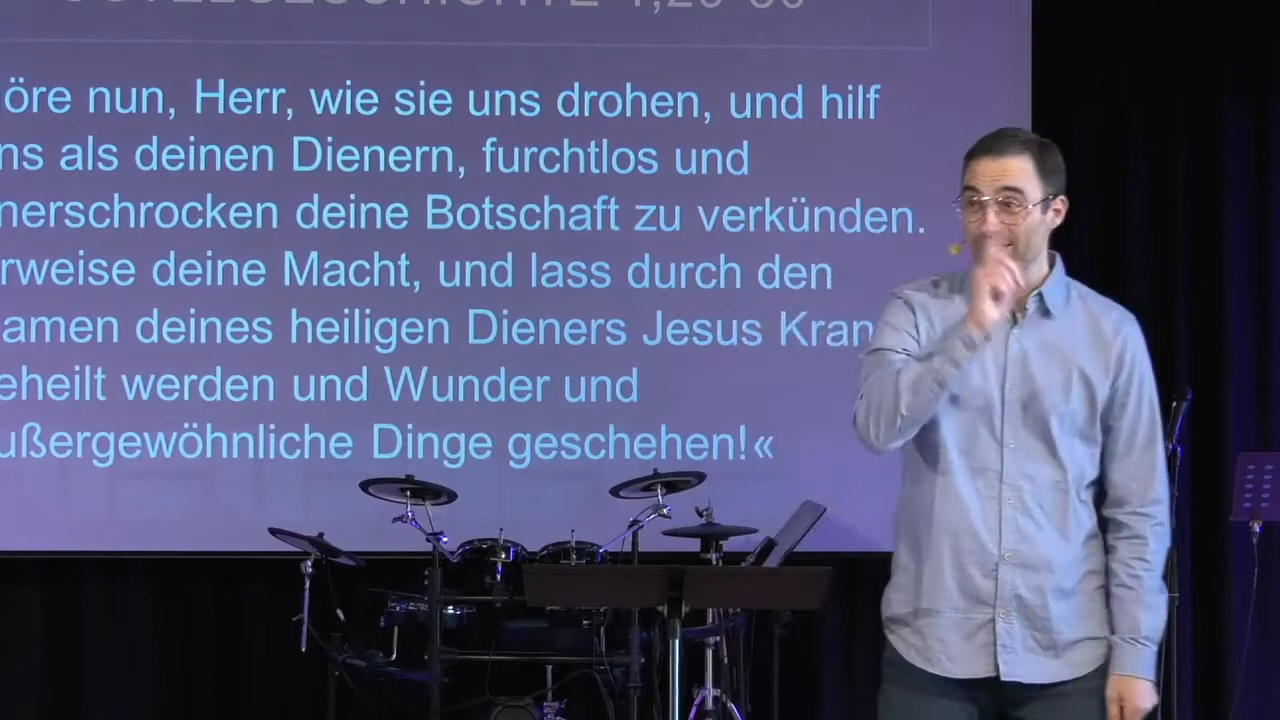 öre nun, Herr, wie sie uns drohen, und hilf
ns als deinen Dienern, furchtlos und
nerschrocken deine Botschaft zu verkünden.
rweise deine Macht, und lass durch den
amen deines heiligen Dieners Jesus Kran
eheilt werden und Wunder und
ußergewöhnliche Dinge geschehen!«